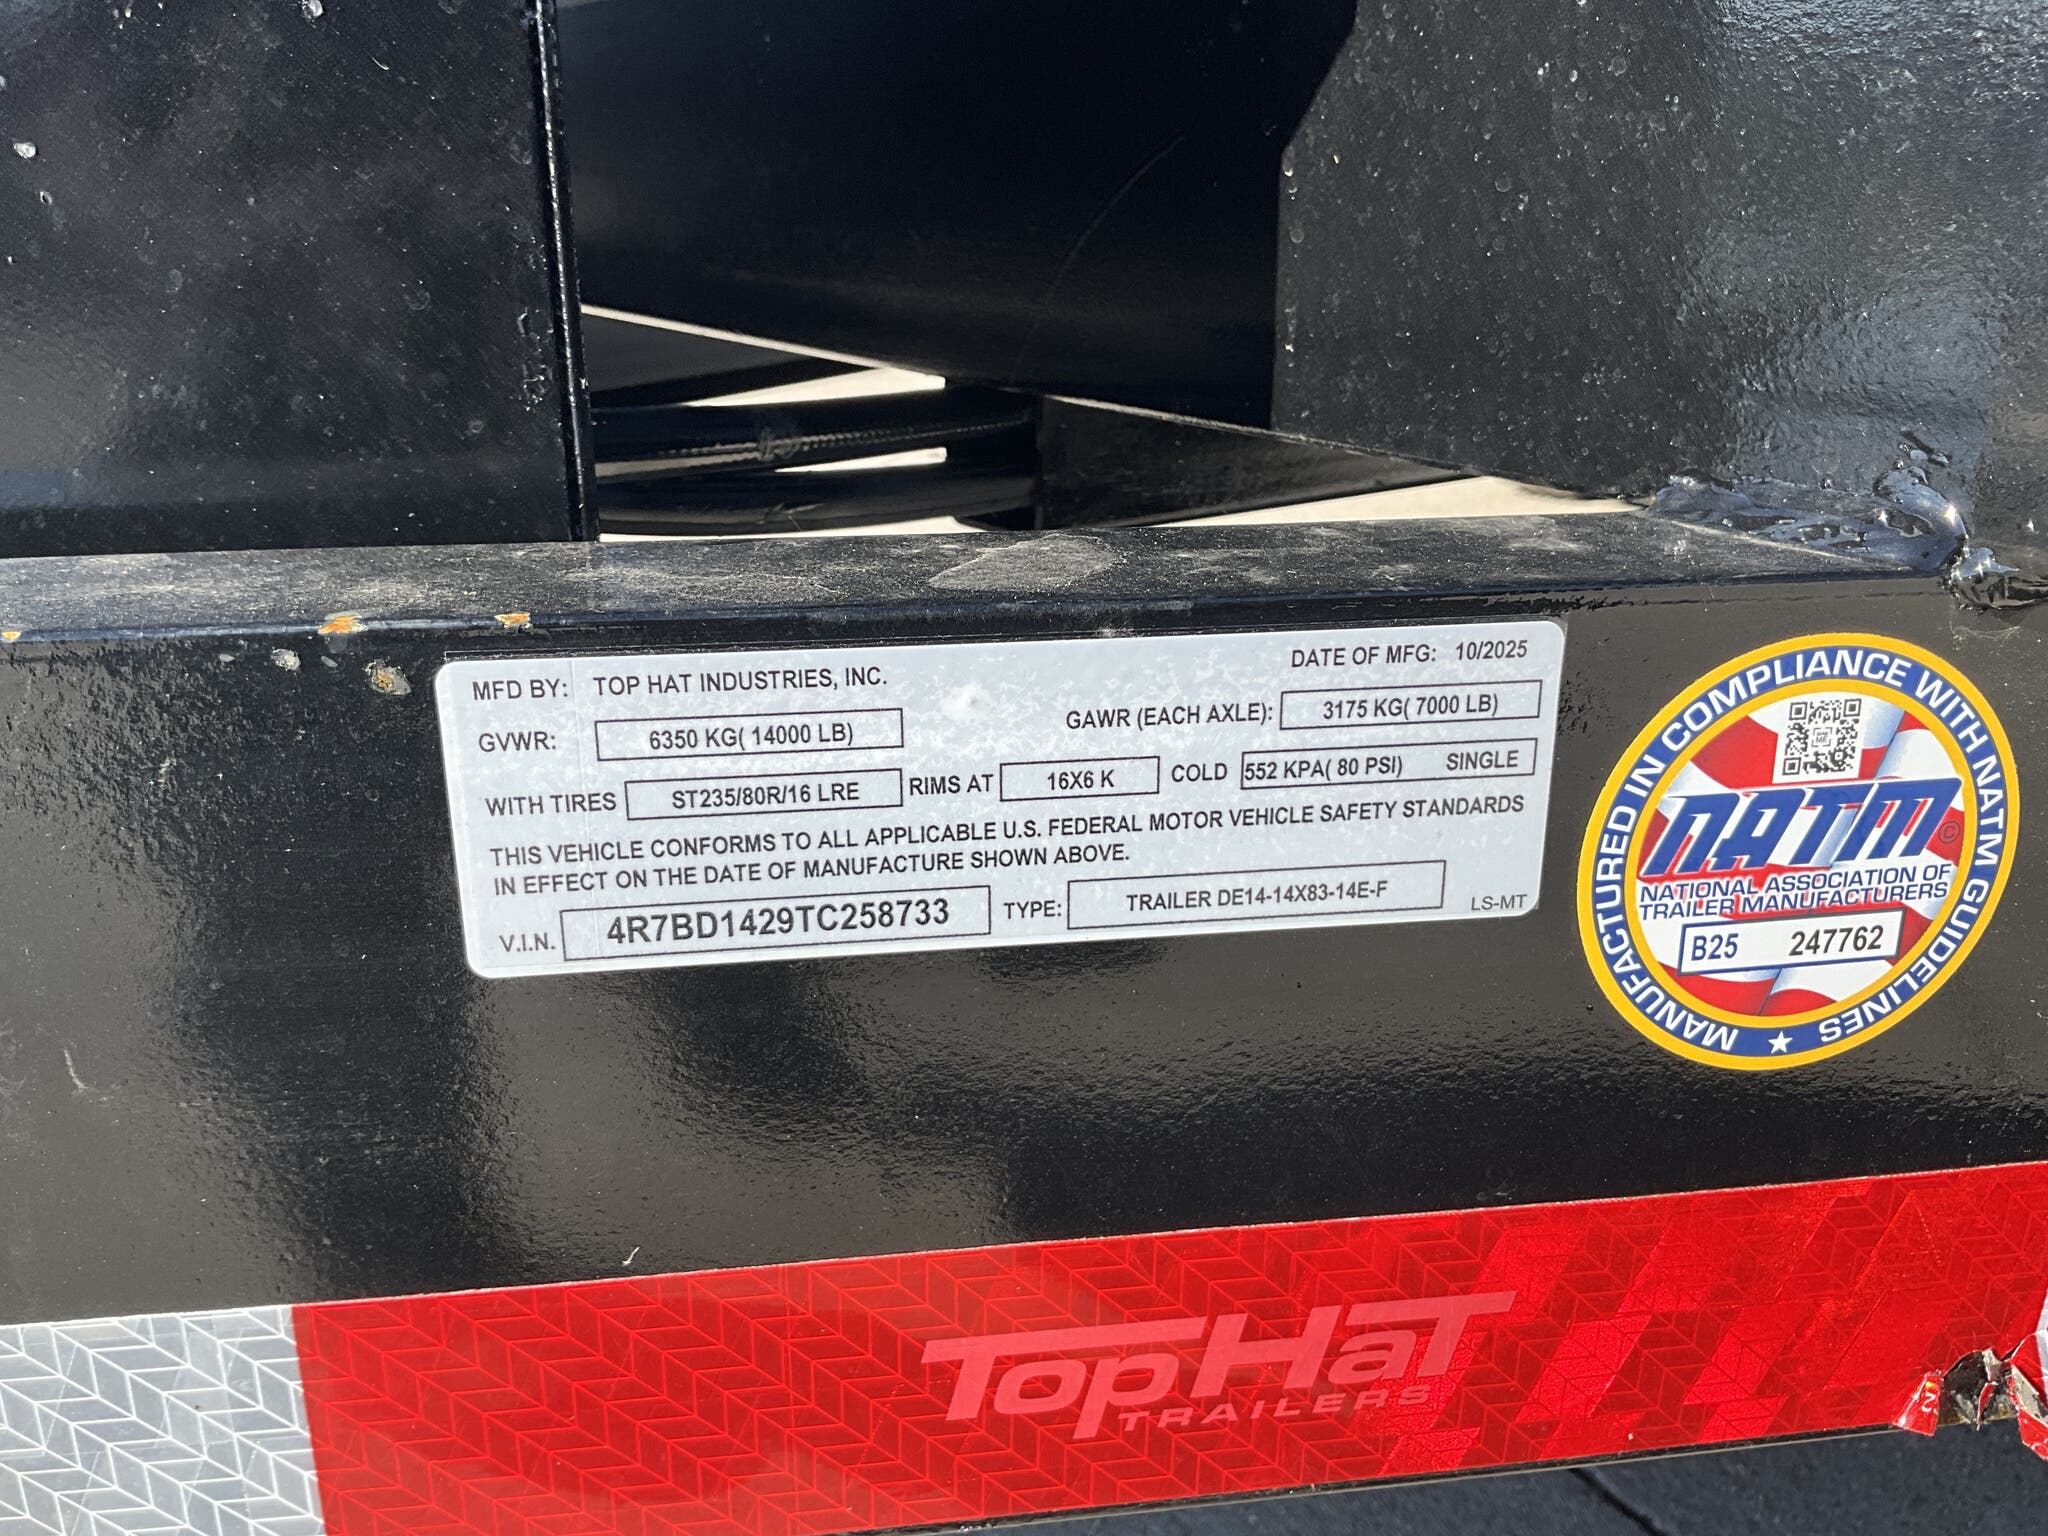 MFD BY: TOP HAT INDUSTRIES, INC. DATE OF MFG: 10/2025
GVWR: 6350 KG( 14000 LB) GAWR (EACH AXLE): 3175 KG( 7000 LB)
WITH TIRES ST235/80R/16 LRE RIMS AT 16X6 K COLD 552 KPA( 80 PSI) SINGLE
THIS VEHICLE CONFORMS TO ALL APPLICABLE U.S. FEDERAL MOTOR VEHICLE SAFETY STANDARDS
IN EFFECT ON THE DATE OF MANUFACTURE SHOWN ABOVE.
V.I.N. 4R7BD1429TC258733 TYPE: TRAILER DE14-14X83-14E-F LS-MT
MANUFACTURED IN COMPLIANCE WITH NATM GUIDELINES
NATM ©
NATIONAL ASSOCIATION OF
TRAILER MANUFACTURERS
B25 247762
TopHaT
TRAILERS